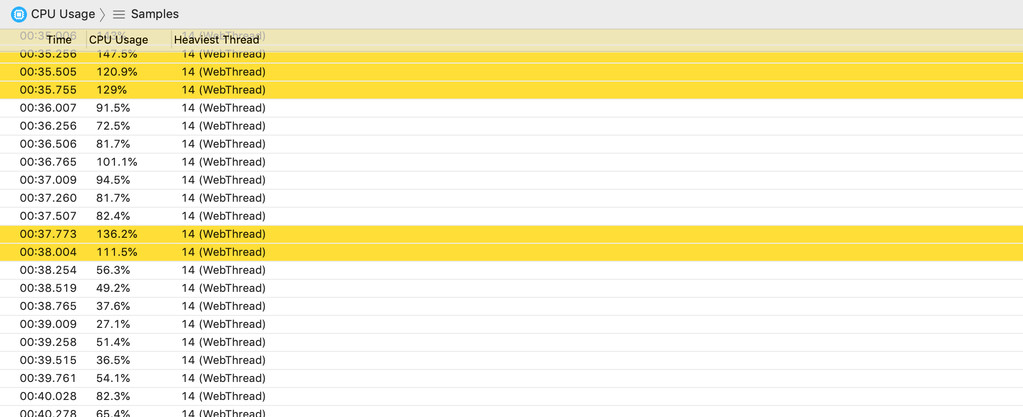 CPU Usage 〉 Samples
Time CPU Usage Heaviest Thread
00:35.006 143% 14 (WebThread)
00:35.256 147.5% 14 (WebThread)
00:35.505 120.9% 14 (WebThread)
00:35.755 129% 14 (WebThread)
00:36.007 91.5% 14 (WebThread)
00:36.256 72.5% 14 (WebThread)
00:36.506 81.7% 14 (WebThread)
00:36.765 101.1% 14 (WebThread)
00:37.009 94.5% 14 (WebThread)
00:37.260 81.7% 14 (WebThread)
00:37.507 82.4% 14 (WebThread)
00:37.773 136.2% 14 (WebThread)
00:38.004 111.5% 14 (WebThread)
00:38.254 56.3% 14 (WebThread)
00:38.519 49.2% 14 (WebThread)
00:38.765 37.6% 14 (WebThread)
00:39.009 27.1% 14 (WebThread)
00:39.258 51.4% 14 (WebThread)
00:39.515 36.5% 14 (WebThread)
00:39.761 54.1% 14 (WebThread)
00:40.028 82.3% 14 (WebThread)
00:40.278 65.4% 14 (WebThread)